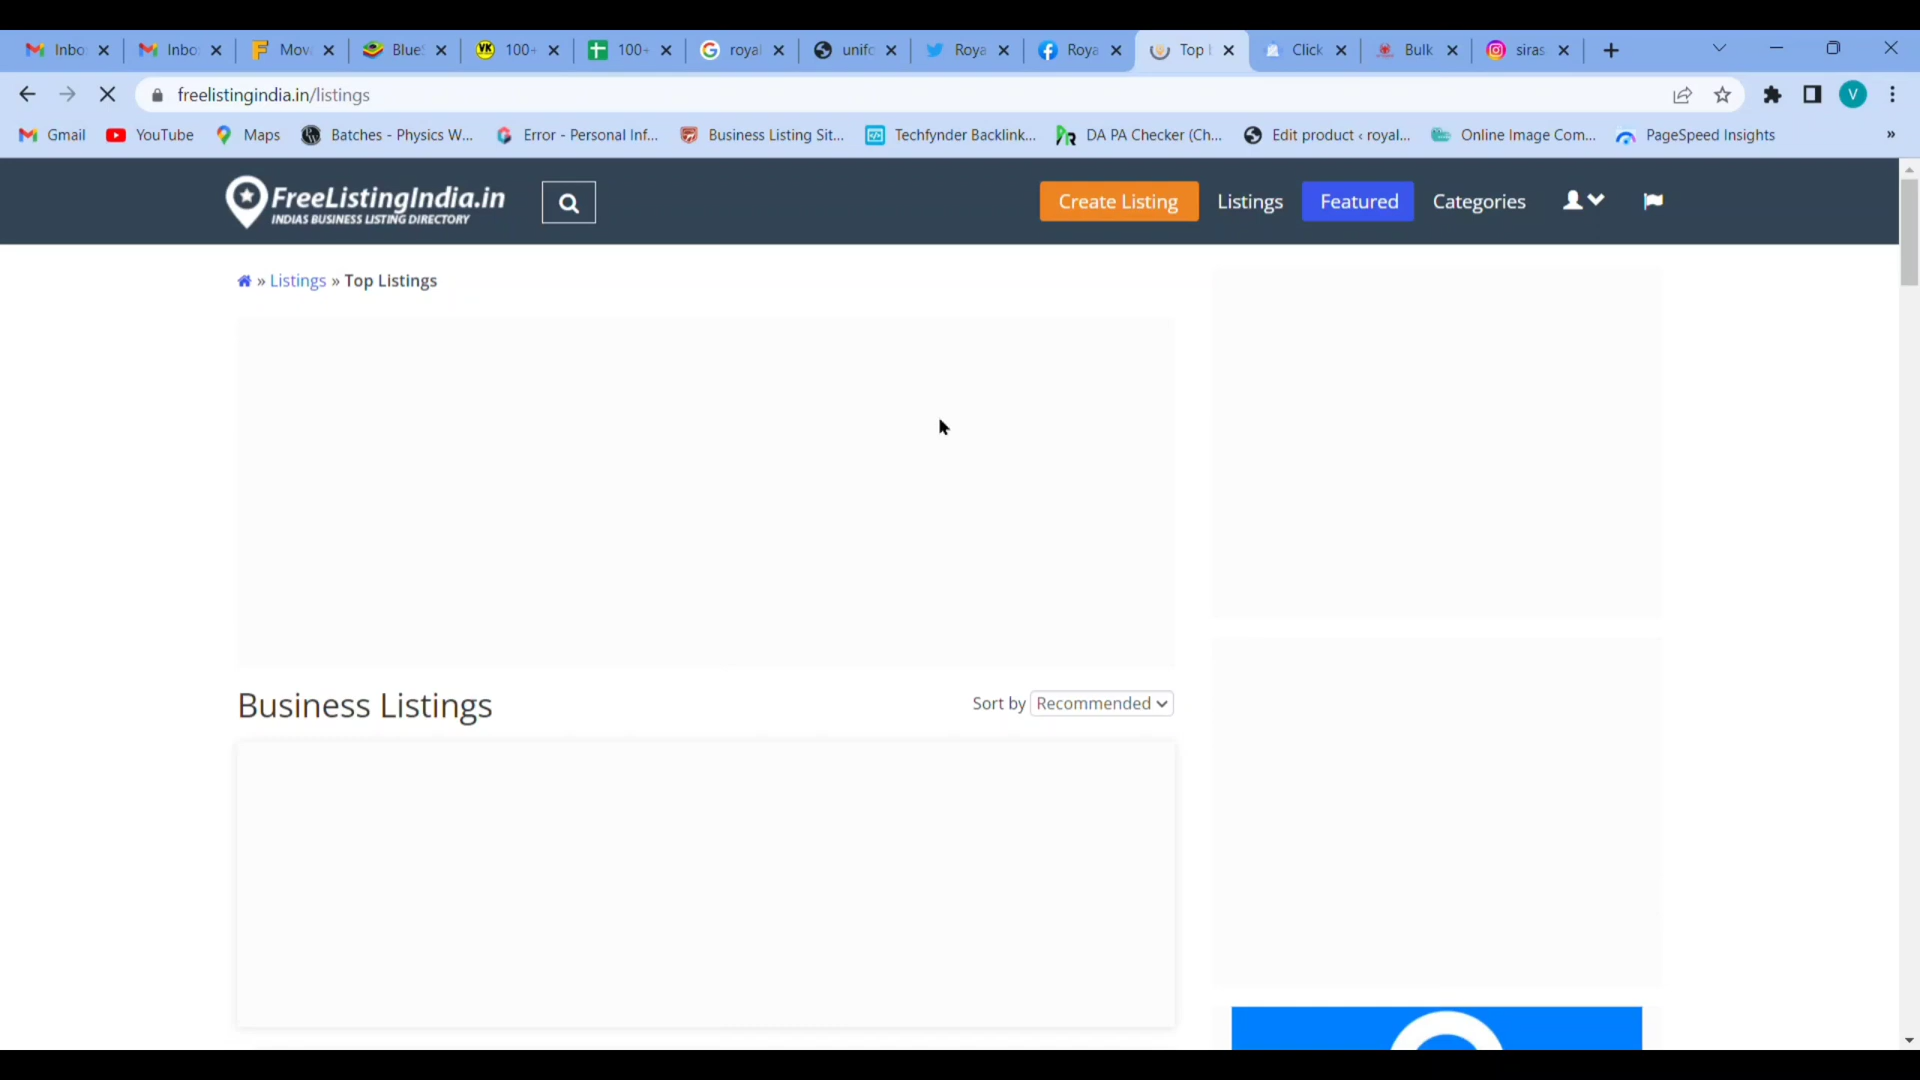 Inbo
Inbo
Mov
Blue
100+
100+
royal
unifo
Roya
Roya
Top
Click
Bulk
siras
freelistingindia.in/listings
V
Gmail
YouTube
Maps
Batches - Physics W...
Error - Personal Inf...
Business Listing Sit...
Techfynder Backlink...
DA PA Checker (Ch...
Edit product ‹ royal...
Online Image Com...
PageSpeed Insights
»
FreeListingIndia.in
INDIAS BUSINESS LISTING DIRECTORY
Create Listing
Listings
Featured
Categories
» Listings » Top Listings
Business Listings
Sort by Recommended